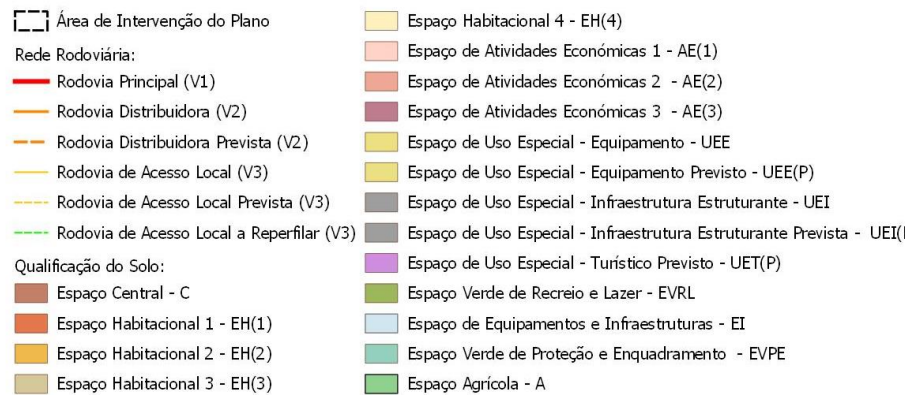 Área de Intervenção do Plano
Rede Rodoviária:
Rodovia Principal (V1)
Rodovia Distribuidora (V2)
Rodovia Distribuidora Prevista (V2)
Rodovia de Acesso Local (V3)
Rodovia de Acesso Local Prevista (V3)
Rodovia de Acesso Local a Reperfilar (V3)
Qualificação do Solo:
Espaço Central - C
Espaço Habitacional 1 - EH(1)
Espaço Habitacional 2 - EH(2)
Espaço Habitacional 3 - EH(3)
Espaço Habitacional 4 - EH(4)
Espaço de Atividades Económicas 1 - AE(1)
Espaço de Atividades Económicas 2 - AE(2)
Espaço de Atividades Económicas 3 - AE(3)
Espaço de Uso Especial - Equipamento - UEE
Espaço de Uso Especial - Equipamento Previsto - UEE(P)
Espaço de Uso Especial - Infraestrutura Estruturante - UEI
Espaço de Uso Especial - Infraestrutura Estruturante Prevista - UEI(
Espaço de Uso Especial - Turístico Previsto - UET(P)
Espaço Verde de Recreio e Lazer - EVRL
Espaço de Equipamentos e Infraestruturas - EI
Espaço Verde de Proteção e Enquadramento - EVPE
Espaço Agrícola - A